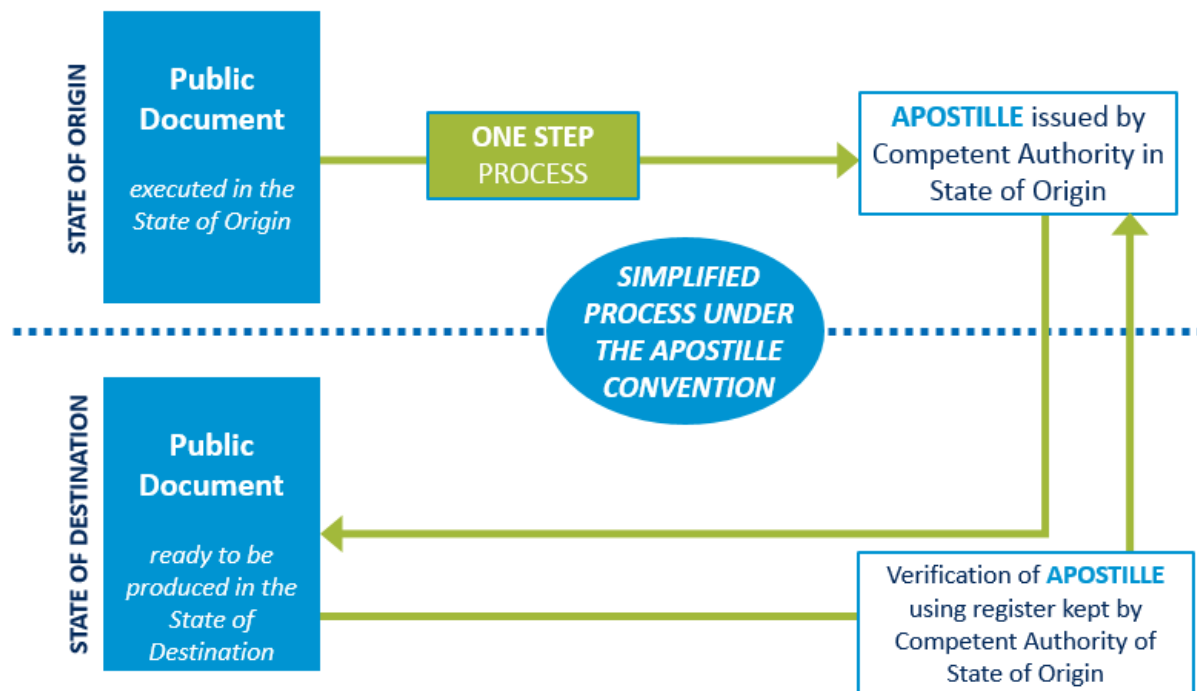 STATE OF ORIGIN
Public
Document
executed in the
State of Origin
ONE STEP
PROCESS
APOSTILLE issued by
Competent Authority in
State of Origin
SIMPLIFIED
PROCESS UNDER
THE APOSTILLE
CONVENTION
STATE OF DESTINATION
Public
Document
ready to be
produced in the
State of
Destination
Verification of APOSTILLE
using register kept by
Competent Authority of
State of Origin